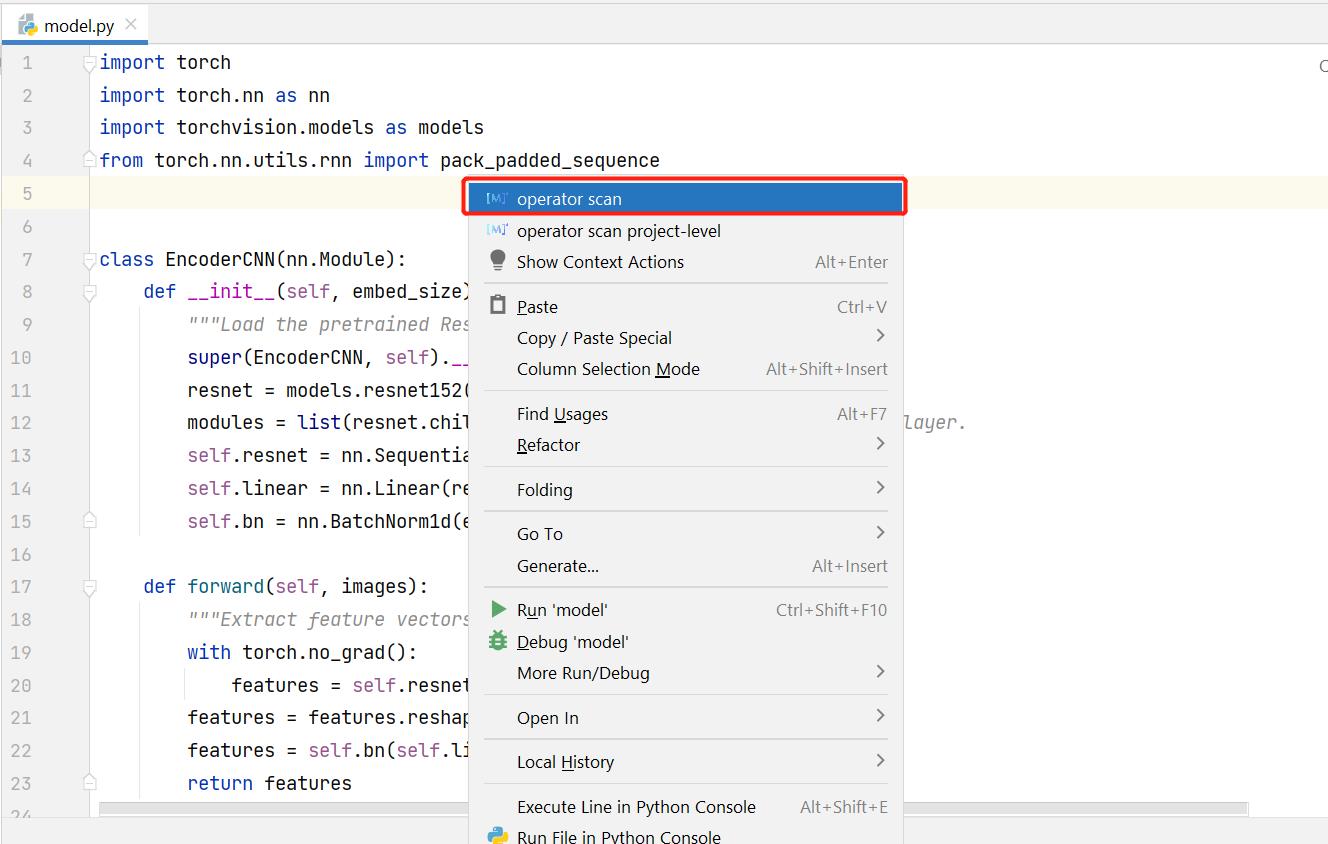 model.py
1 import torch
2 import torch.nn as nn
3 import torchvision.models as models
4 from torch.nn.utils.rnn import pack_padded_sequence
5
6
7 class EncoderCNN(nn.Module):
8 def __init__(self, embed_size)
9 """Load the pretrained Res
10 super(EncoderCNN, self).__
11 resnet = models.resnet152(
12 modules = list(resnet.chil layer.
13 self.resnet = nn.Sequentia
14 self.linear = nn.Linear(re
15 self.bn = nn.BatchNorm1d(e
16
17 def forward(self, images):
18 """Extract feature vectors
19 with torch.no_grad():
20 features = self.resnet
21 features = features.reshap
22 features = self.bn(self.li
23 return features
24
[M] operator scan
[M] operator scan project-level
Show Context Actions Alt+Enter
Paste Ctrl+V
Copy / Paste Special
Column Selection Mode Alt+Shift+Insert
Find Usages Alt+F7
Refactor
Folding
Go To
Generate... Alt+Insert
Run 'model' Ctrl+Shift+F10
Debug 'model'
More Run/Debug
Open In
Local History
Execute Line in Python Console Alt+Shift+E
Run File in Python Console